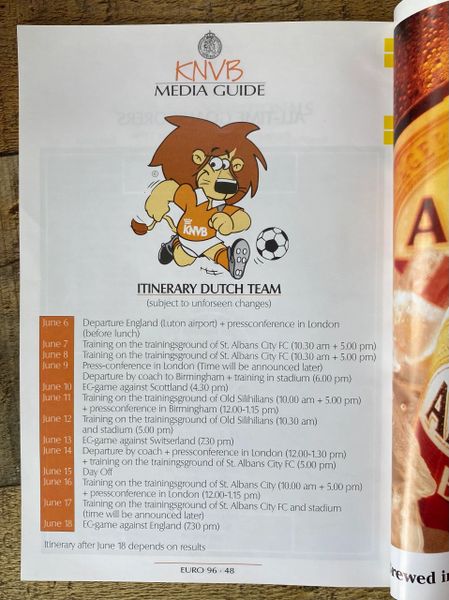 KNVB
MEDIA GUIDE
KNVB
ITINERARY DUTCH TEAM
(subject to unforseen changes)
June 6 Departure England (Luton airport) + pressconference in London
(before lunch)
June 7 Training on the trainingsground of St. Albans City FC (10.30 am + 5.00 pm)
June 8 Training on the trainingsground of St. Albans City FC (10.30 am + 5.00 pm)
June 9 Press-conference in London (Time will be announced later)
Departure by coach to Birmingham + training in stadium (6.00 pm)
June 10 EC-game against Scotland (4.30 pm)
June 11 Training on the trainingsground of Old Silihilians (10.00 am + 5.00 pm)
+ pressconference in Birmingham (12.00-1.15 pm)
June 12 Training on the trainingsground of Old Silihilians (10.30 am)
and stadium (5.00 pm)
June 13 EC-game against Switserland (7.30 pm)
June 14 Departure by coach + pressconference in London (12.00-1.30 pm)
+ training on the trainingsground of St. Albans City FC (5.00 pm)
June 15 Day Off
June 16 Training on the trainingsground of St. Albans City (10.00 am + 5.00 pm)
+ pressconference in London (12.00-1.15 pm)
June 17 Training on the trainingsground of St. Albans City FC and stadium
(time will be announced later)
June 18 EC-game against England (7.30 pm)
Itinerary after June 18 depends on results
EURO 96 - 48